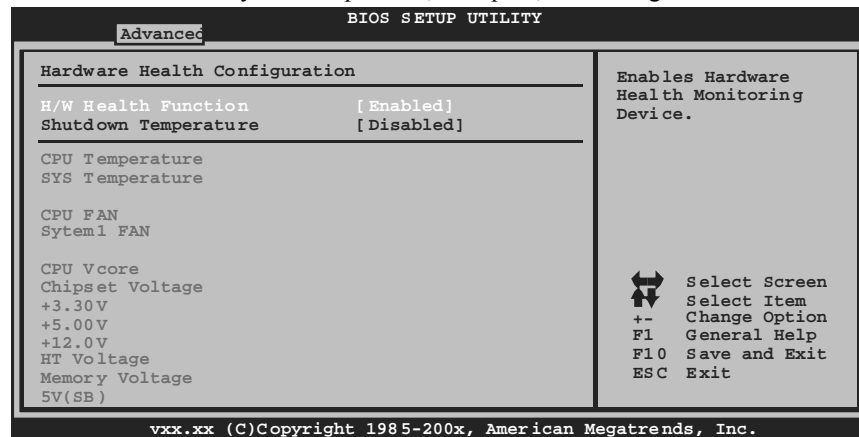 BIOS SETUP UTILITY
Advanced
Hardware Health Configuration
H/W Health Function [Enabled]
Shutdown Temperature [Disabled]
CPU Temperature
SYS Temperature
CPU FAN
Sytem1 FAN
CPU Vcore
Chipset Voltage
+3.30V
+5.00V
+12.0V
HT Voltage
Memory Voltage
5V(SB)
Enables Hardware
Health Monitoring
Device.
Select Screen
Select Item
+- Change Option
F1 General Help
F10 Save and Exit
ESC Exit
vxx.xx (C)Copyright 1985-200x, American Megatrends, Inc.